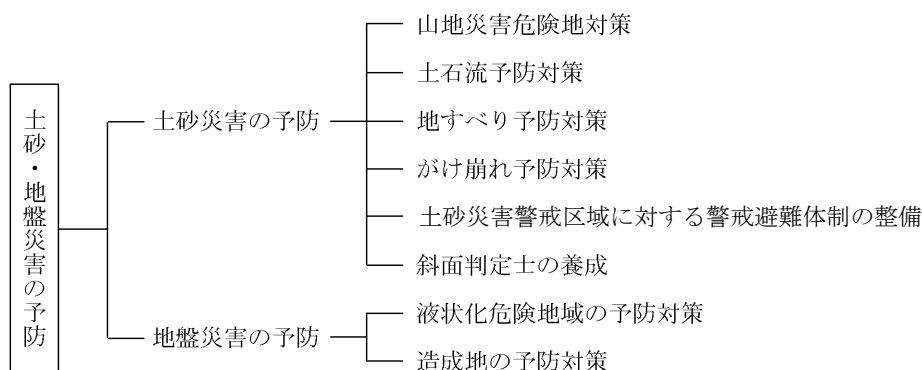 土砂・地盤災害の予防
土砂災害の予防
山地災害危険地対策
土石流予防対策
地すべり予防対策
がけ崩れ予防対策
土砂災害警戒区域に対する警戒避難体制の整備
斜面判定士の養成
地盤災害の予防
液状化危険地域の予防対策
造成地の予防対策